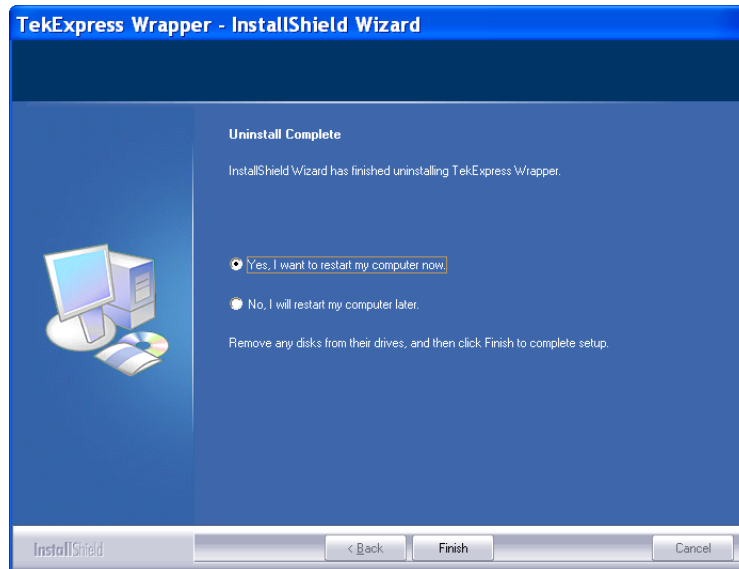 TekExpress Wrapper - InstallShield Wizard
Uninstall Complete
InstallShield Wizard has finished uninstalling TekExpress Wrapper.
Yes, I want to restart my computer now.
No, I will restart my computer later.
Remove any disks from their drives, and then click Finish to complete setup.
InstallShield
< Back
Finish
Cancel